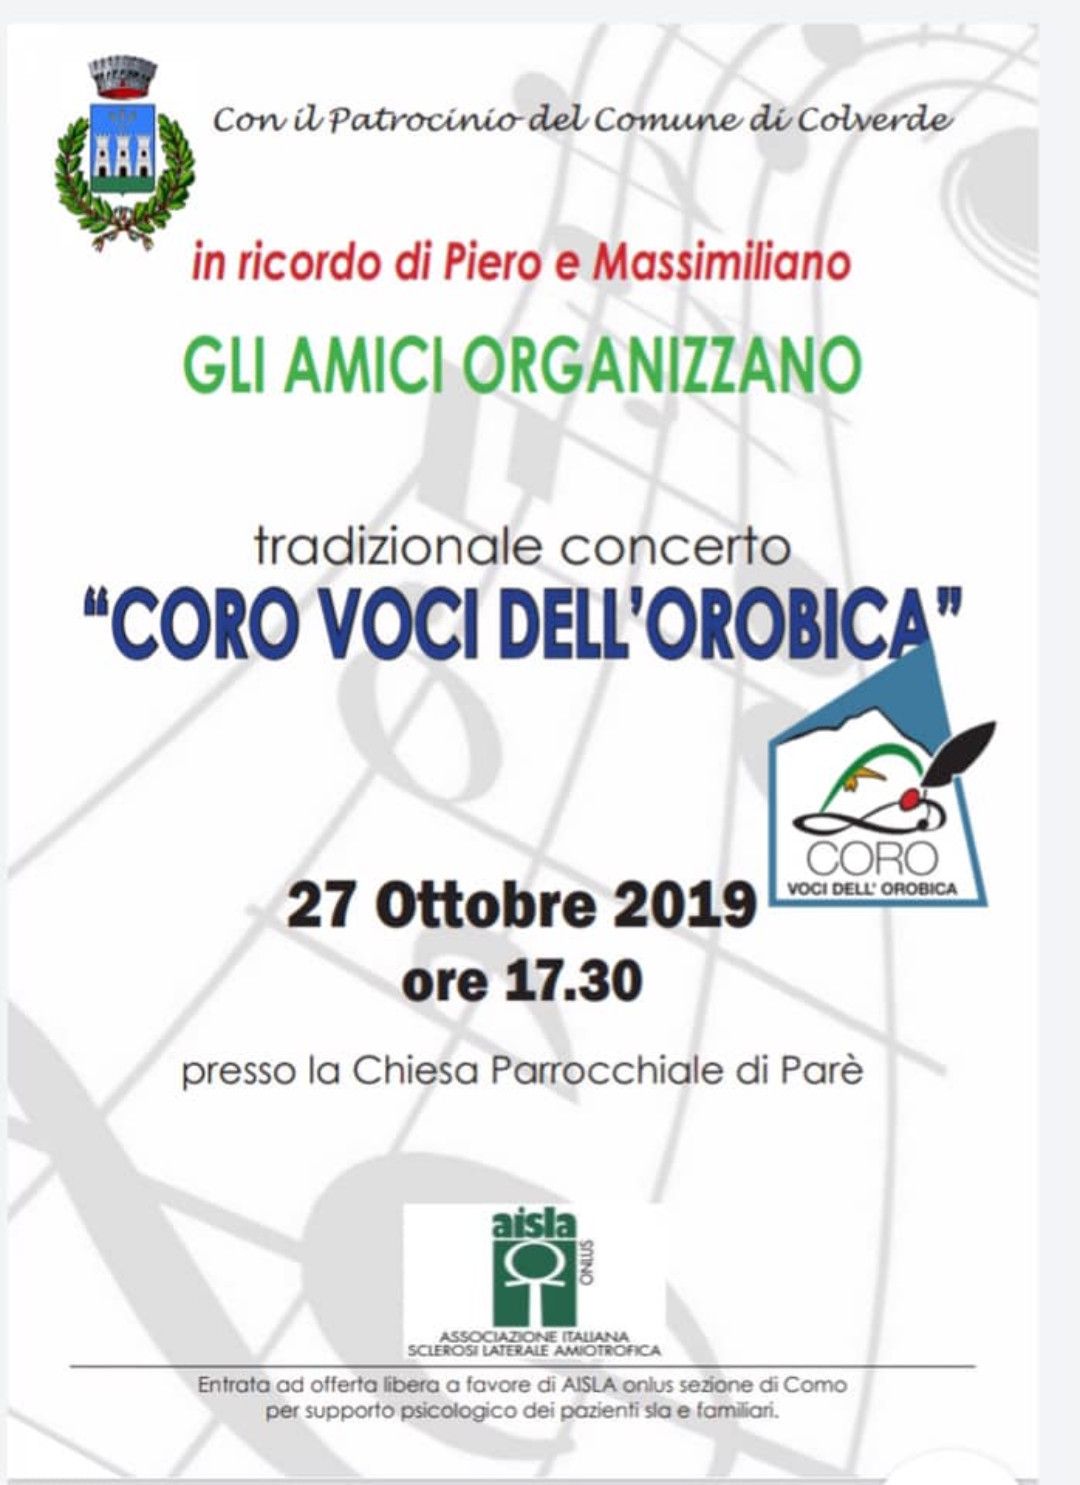 Con il Patrocinio del Comune di Colverde
in ricordo di Piero e Massimiliano
GLI AMICI ORGANIZZANO
tradizionale concerto
“CORO VOCI DELL'OROBICA”
CORO
VOCI DELL' OROBICA
27 Ottobre 2019
ore 17.30
presso la Chiesa Parrocchiale di Parè
aisla
ONLUS
ASSOCIAZIONE ITALIANA
SCLEROSI LATERALE AMIOTROFICA
Entrata ad offerta libera a favore di AISLA onlus sezione di Como
per supporto psicologico dei pazienti sla e familiari.